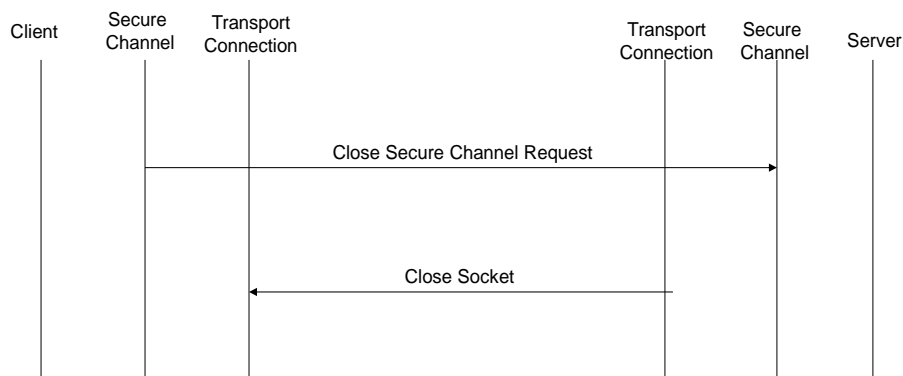 Client
Secure
Channel
Transport
Connection
Transport
Connection
Secure
Channel
Server
Close Secure Channel Request
Close Socket